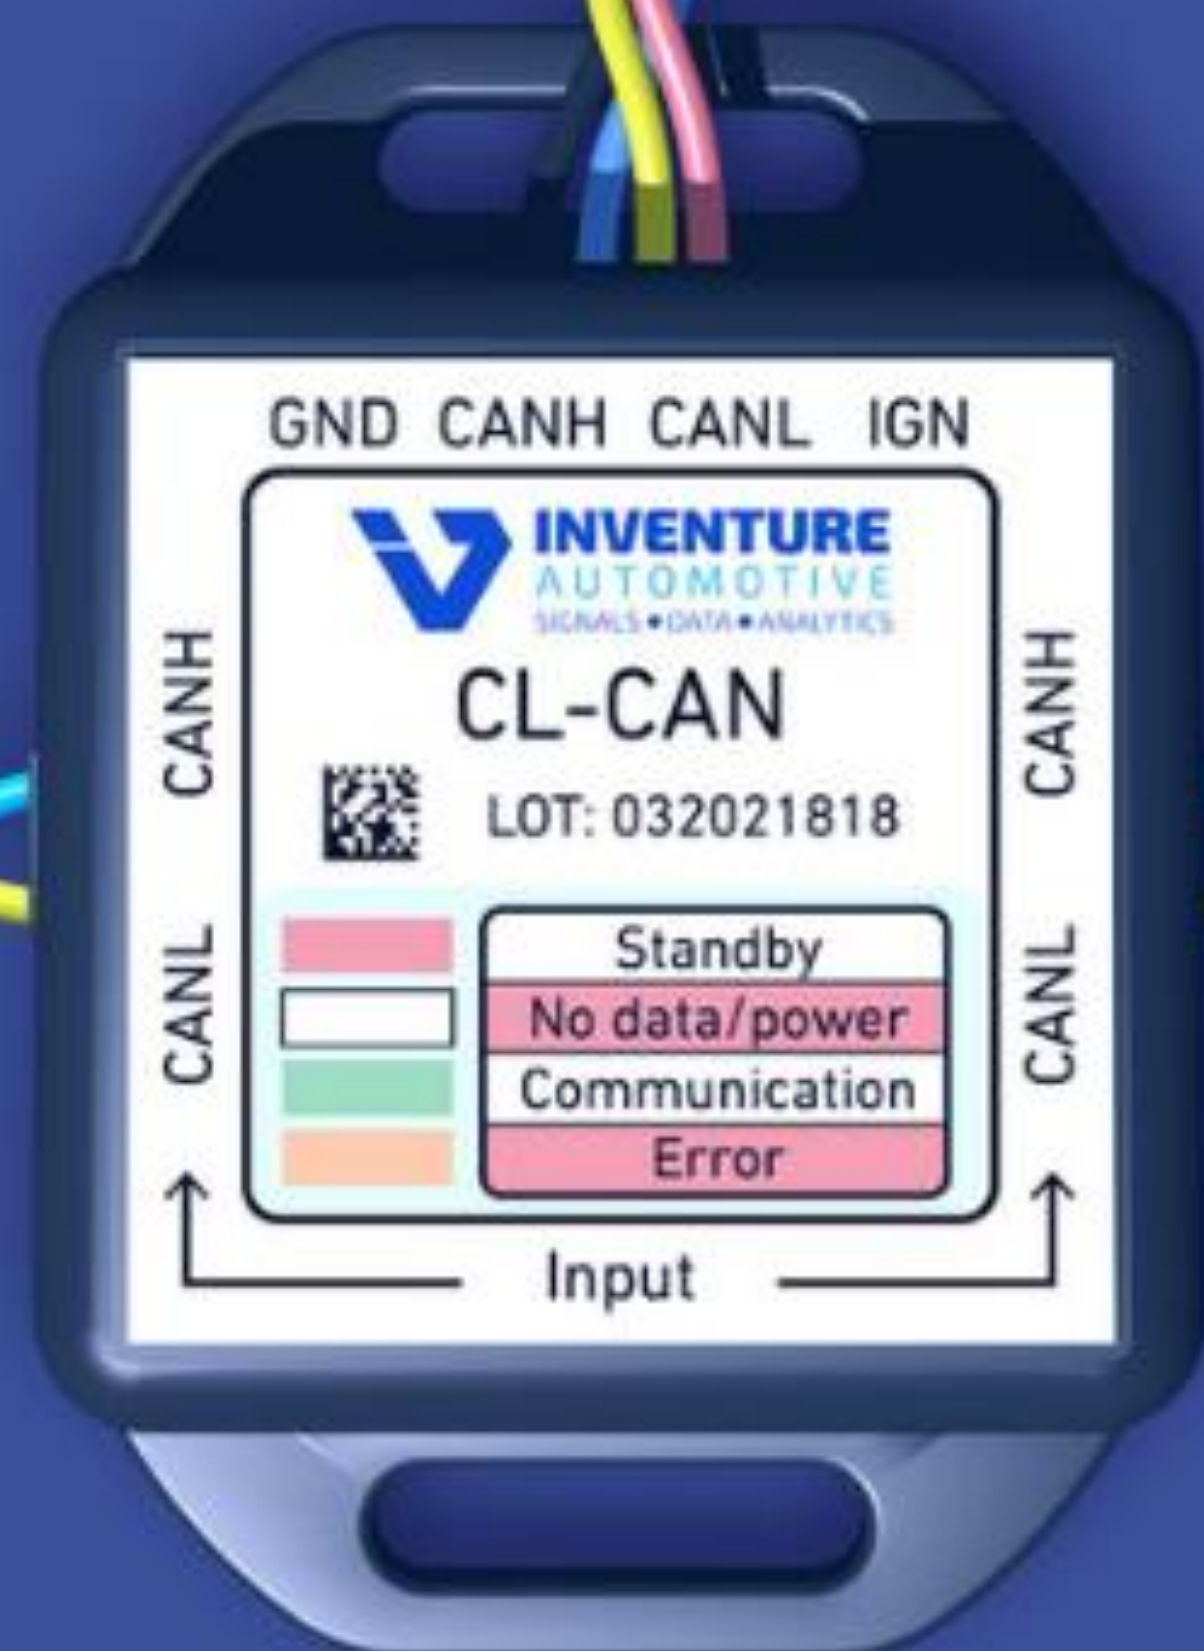 GND CANH CANL IGN
INVENTURE
AUTOMOTIVE
SIGNALS•DATA•ANALYTICS
CL-CAN
LOT: 032021818
CANH
CANL
CANH
CANL
Standby
No data/power
Communication
Error
Input